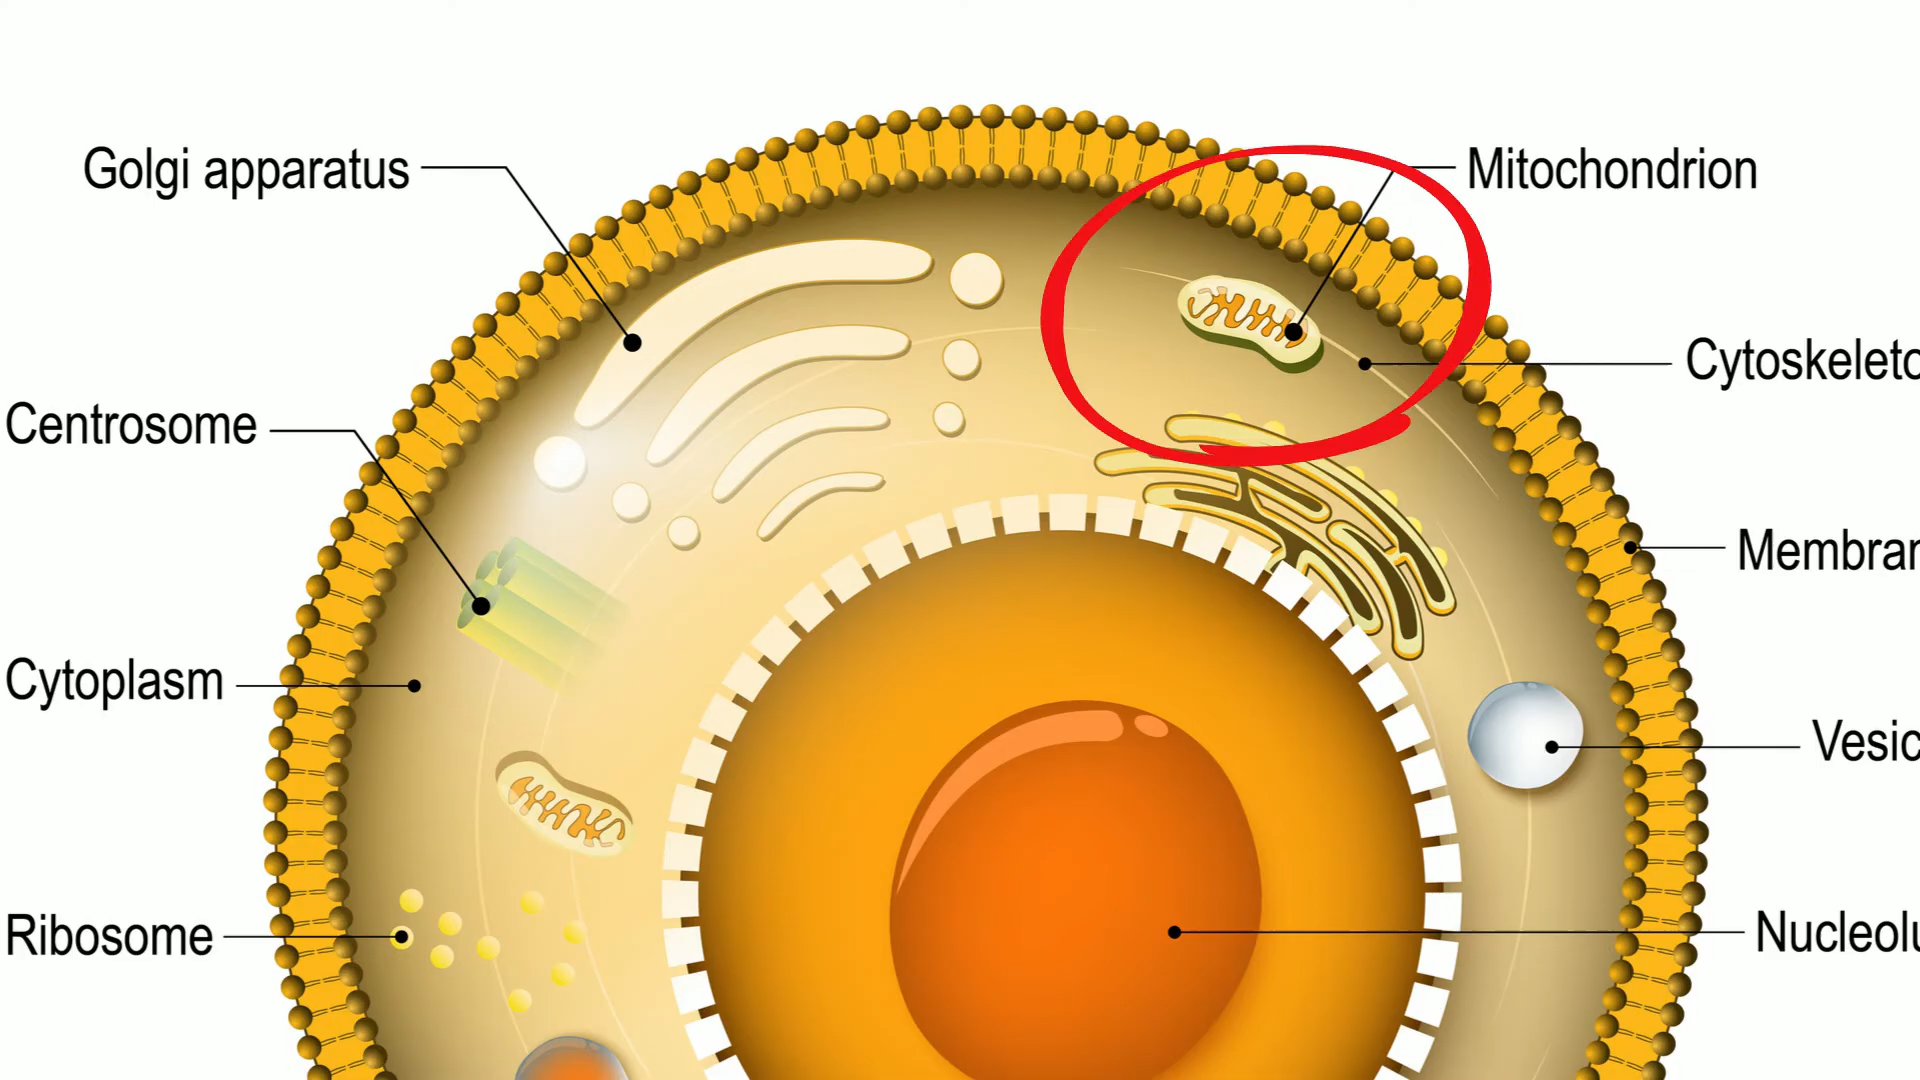 Golgi apparatus
Mitochondrion
Cytoskeleto
Centrosome
Membran
Cytoplasm
Vesic
Ribosome
Nucleolu